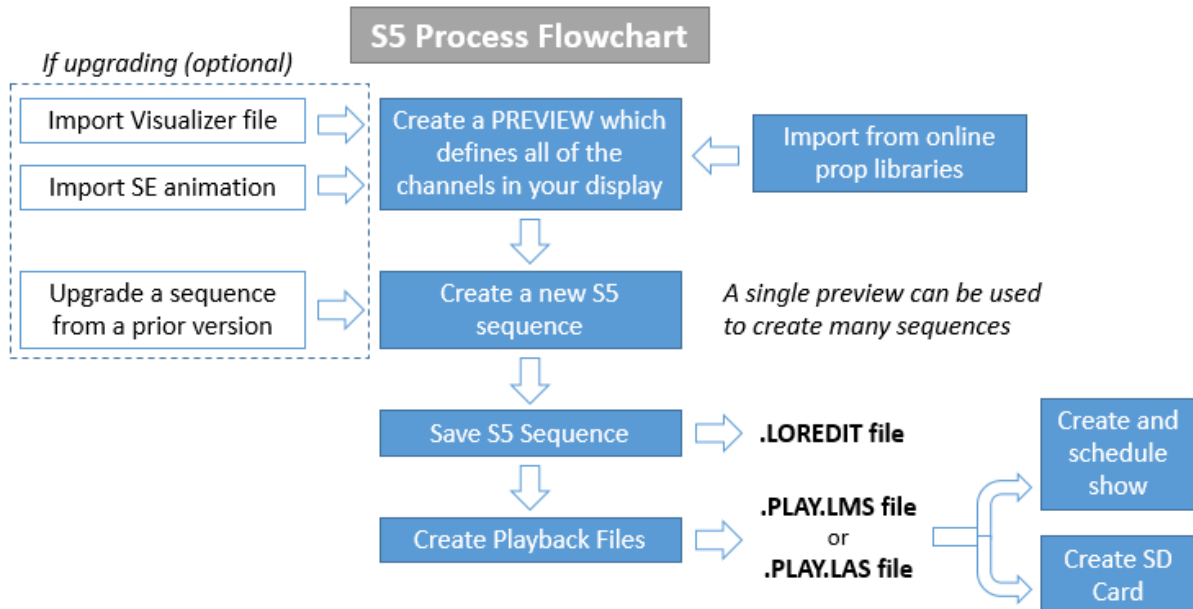 S5 Process Flowchart
If upgrading (optional)
Import Visualizer file
Import SE animation
Upgrade a sequence
from a prior version
Create a PREVIEW which
defines all of the
channels in your display
Import from online
prop libraries
Create a new S5
sequence
A single preview can be used
to create many sequences
Save S5 Sequence
.LOREDIT file
Create Playback Files
.PLAY.LMS file
or
.PLAY.LAS file
Create and
schedule
show
Create SD
Card